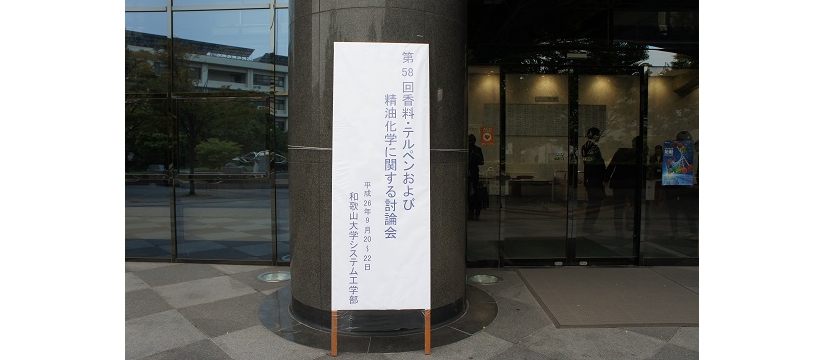 第58回香料・テルペンおよび
精油化学に関する討論会
平成26年9月20～22日
和歌山大学システム工学部